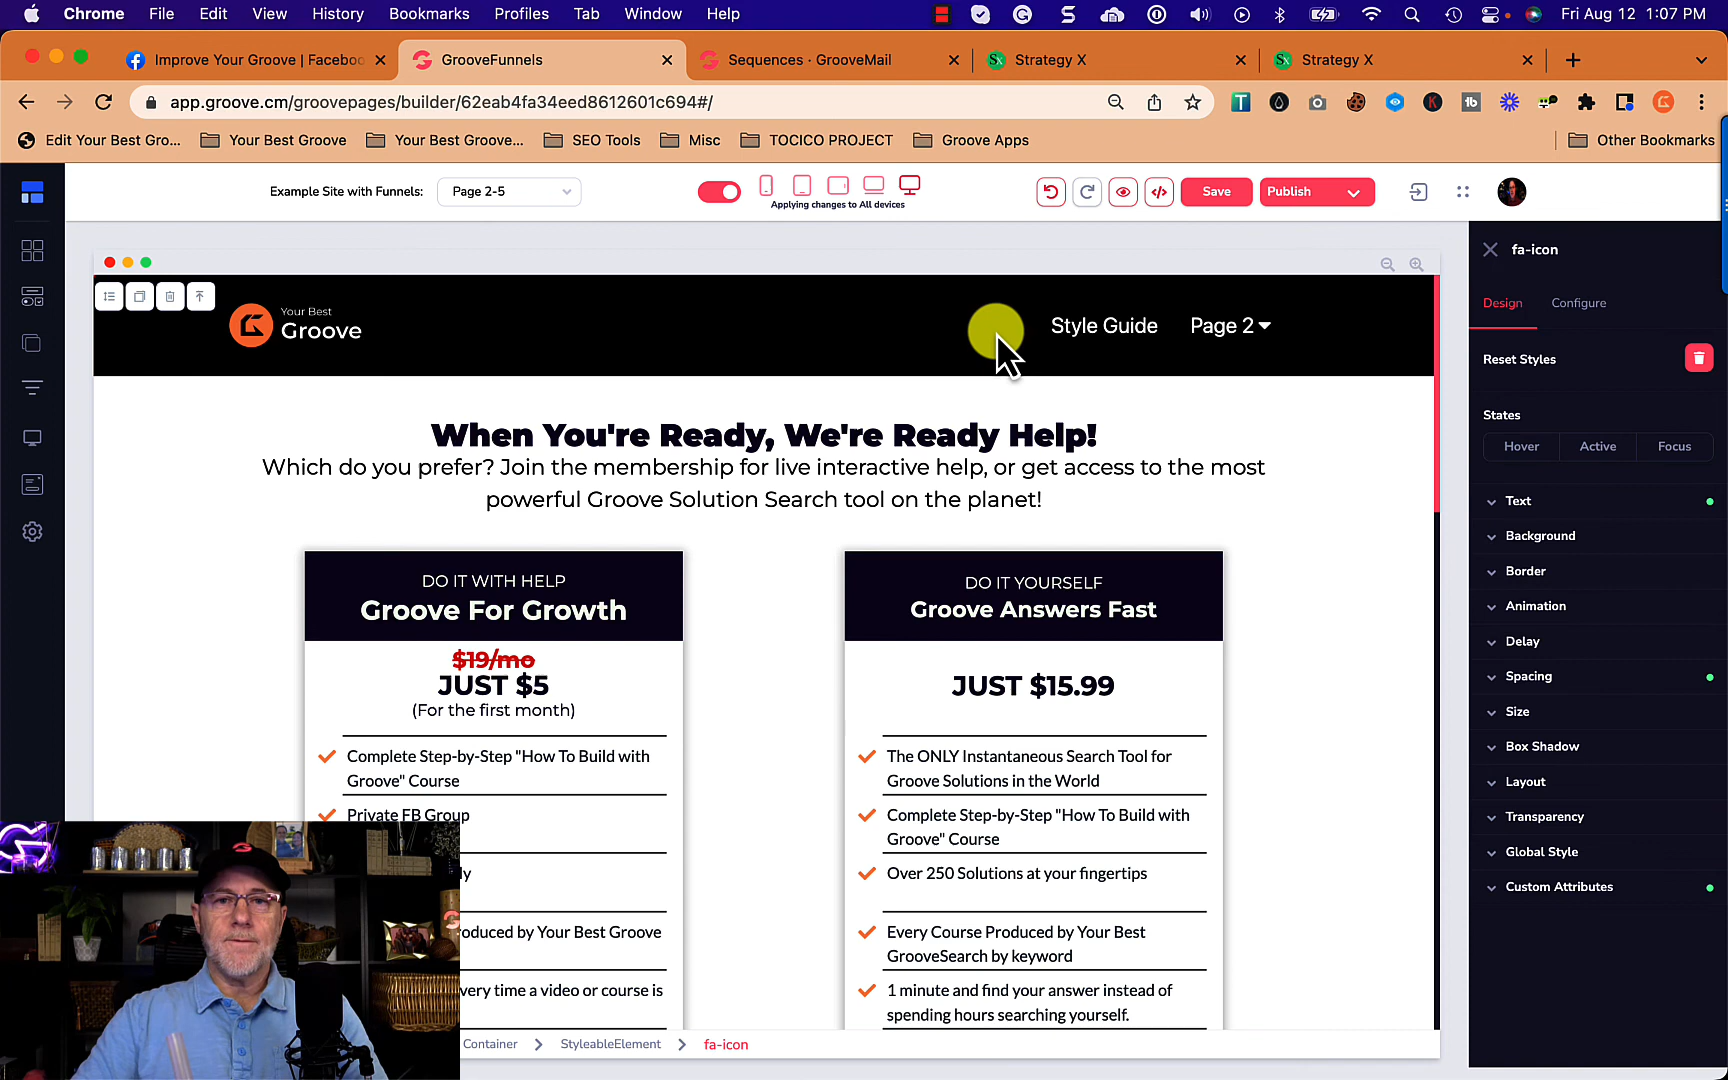 Chrome File Edit View History Bookmarks Profiles Tab Window Help Fri Aug 12 1:07 PM
Improve Your Groove | Faceboo GrooveFunnels Sequences · GrooveMail Strategy X Strategy X
app.groove.cm/groovepages/builder/62eab4fa34eed8612601c694#/
Edit Your Best Gro... Your Best Groove Your Best Groove... SEO Tools Misc TOCICO PROJECT Groove Apps Other Bookmarks
Example Site with Funnels: Page 2-5 Applying changes to All devices Save Publish
fa-icon
Design Configure
Reset Styles
States
Hover Active Focus
Text
Background
Border
Animation
Delay
Spacing
Size
Box Shadow
Layout
Transparency
Global Style
Custom Attributes
Your Best
Groove
Style Guide Page 2
When You're Ready, We're Ready Help!
Which do you prefer? Join the membership for live interactive help, or get access to the most
powerful Groove Solution Search tool on the planet!
DO IT WITH HELP
Groove For Growth
$19/mo
JUST $5
(For the first month)
Complete Step-by-Step "How To Build with
Groove" Course
Private FB Group
ly
oduced by Your Best Groove
very time a video or course is
DO IT YOURSELF
Groove Answers Fast
JUST $15.99
The ONLY Instantaneous Search Tool for
Groove Solutions in the World
Complete Step-by-Step "How To Build with
Groove" Course
Over 250 Solutions at your fingertips
Every Course Produced by Your Best
GrooveSearch by keyword
1 minute and find your answer instead of
spending hours searching yourself.
Container StyleableElement fa-icon